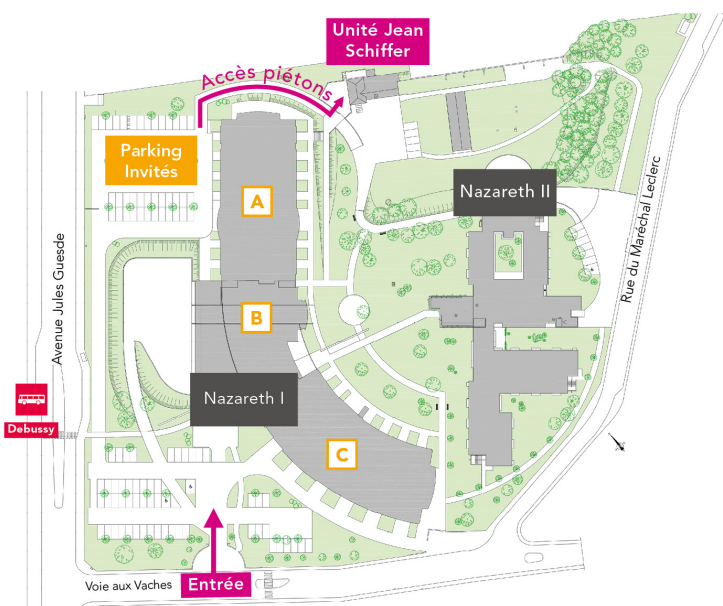 Unité Jean
Schiffer
Accès piétons
Parking
Invités
A
Nazareth II
Rue du Maréchal Leclerc
Avenue Jules Guesde
B
Nazareth I
Debussy
C
Voie aux Vaches
Entrée